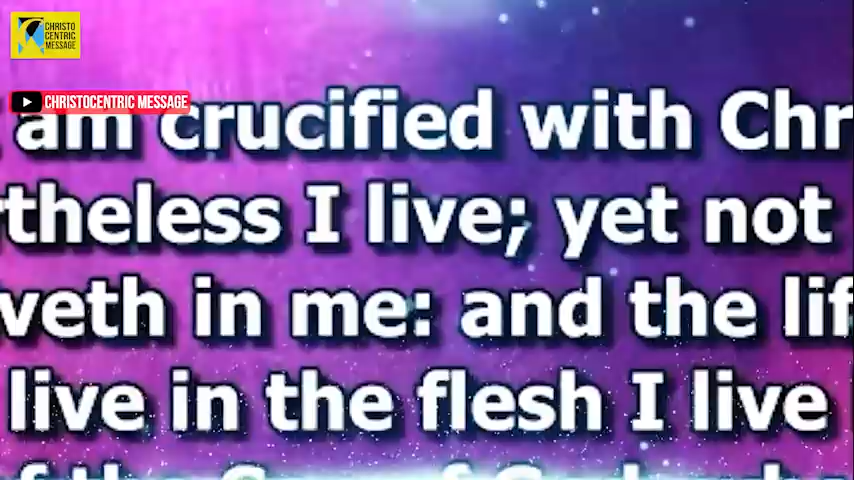 CHRISTO
CENTRIC
MESSAGE
CHRISTOCENTRIC MESSAGE
am crucified with Chr
rtheless I live; yet not
veth in me: and the lif
live in the flesh I live